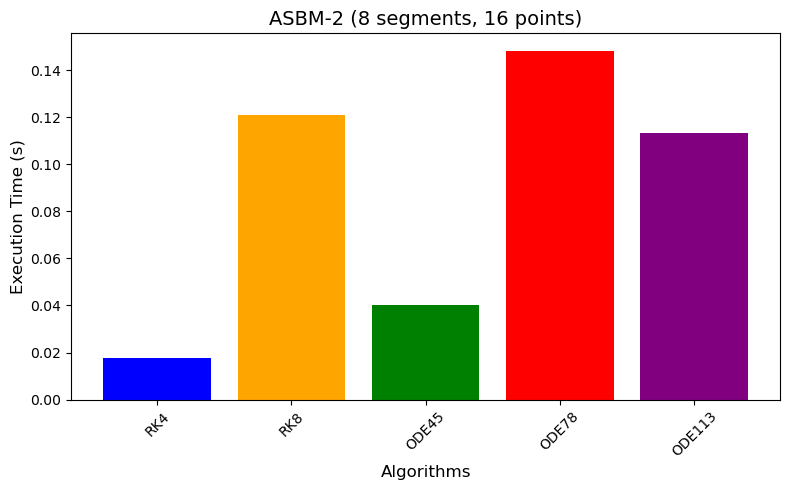 ASBM-2 (8 segments, 16 points)
Execution Time (s)
0.14
0.12
0.10
0.08
0.06
0.04
0.02
0.00
RK4
RK8
ODE45
ODE78
ODE113
Algorithms